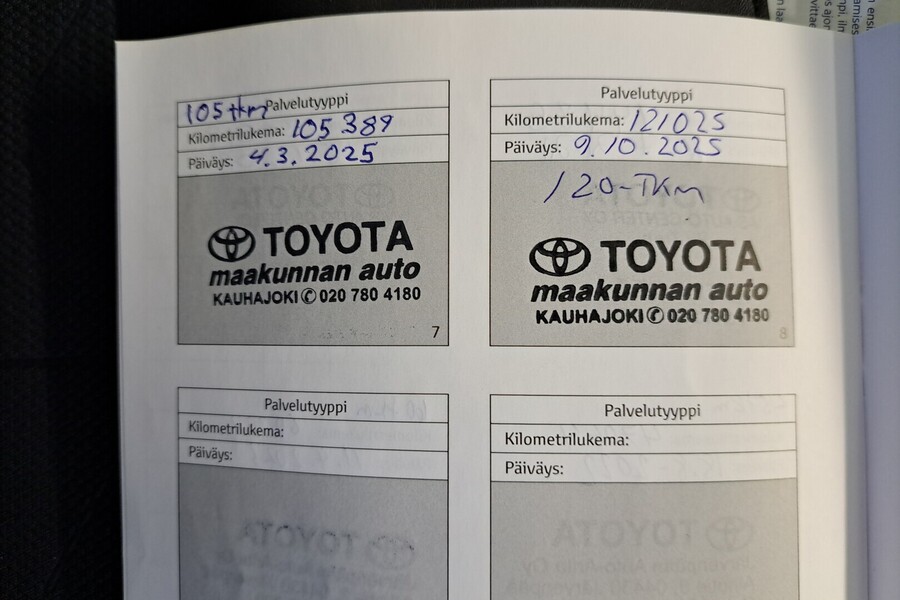 105 tkm Palvelutyyppi
Kilometrilukema: 105 389
Päiväys: 4.3.2025
TOYOTA
maakunnan auto
KAUHAJOKI ✆ 020 780 4180
7
Palvelutyyppi
Kilometrilukema: 121025
Päiväys: 9.10.2025
120-TKm
TOYOTA
maakunnan auto
KAUHAJOKI ✆ 020 780 4180
8
Palvelutyyppi
Kilometrilukema:
Päiväys:
Palvelutyyppi
Kilometrilukema:
Päiväys: